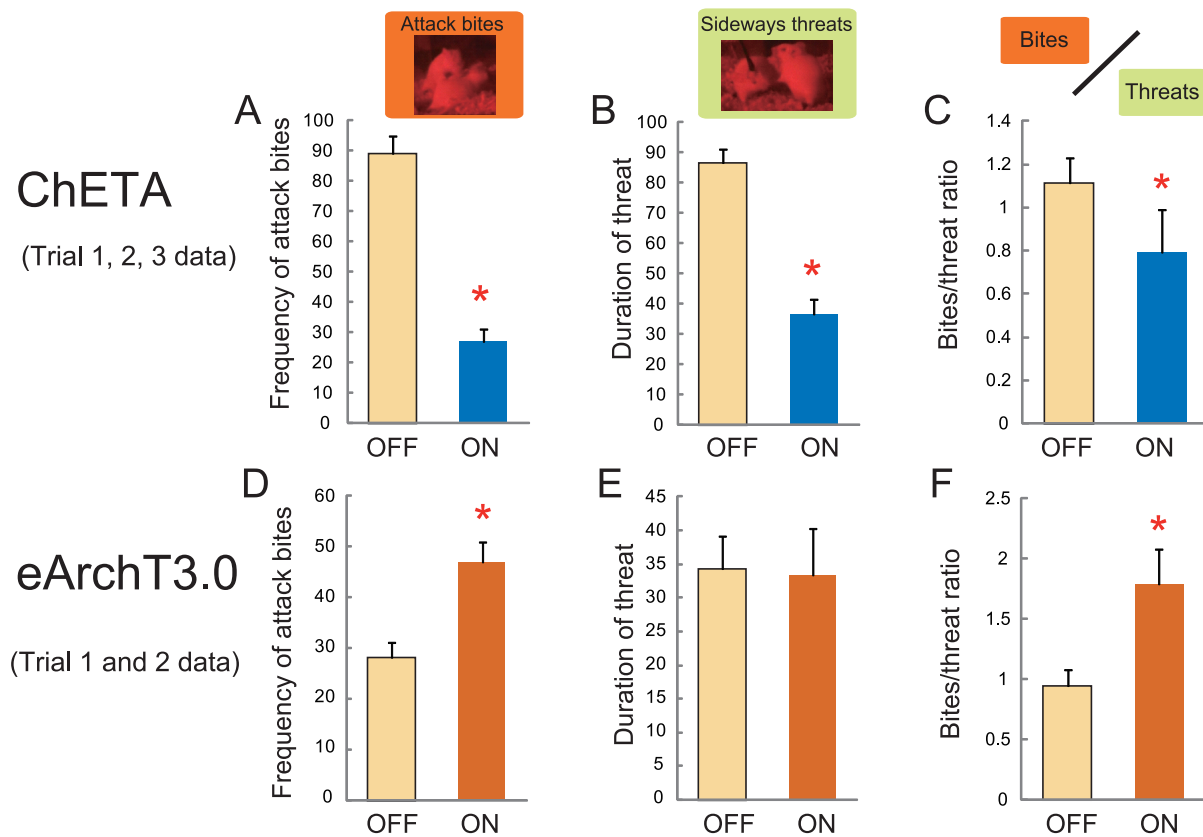 Attack bites
Sideways threats
Bites
Threats
ChETA
(Trial 1, 2, 3 data)
A
Frequency of attack bites
100
90
80
70
60
50
40
30
20
10
0
*
OFF ON
B
Duration of threat
100
90
80
70
60
50
40
30
20
10
0
*
OFF ON
C
Bites/threat ratio
1.4
1.2
1
0.8
0.6
0.4
0.2
0
*
OFF ON
eArchT3.0
(Trial 1 and 2 data)
D
Frequency of attack bites
60
50
40
30
20
10
0
*
OFF ON
E
Duration of threat
45
40
35
30
25
20
15
10
5
0
OFF ON
F
Bites/threat ratio
2.5
2
1.5
1
0.5
0
*
OFF ON